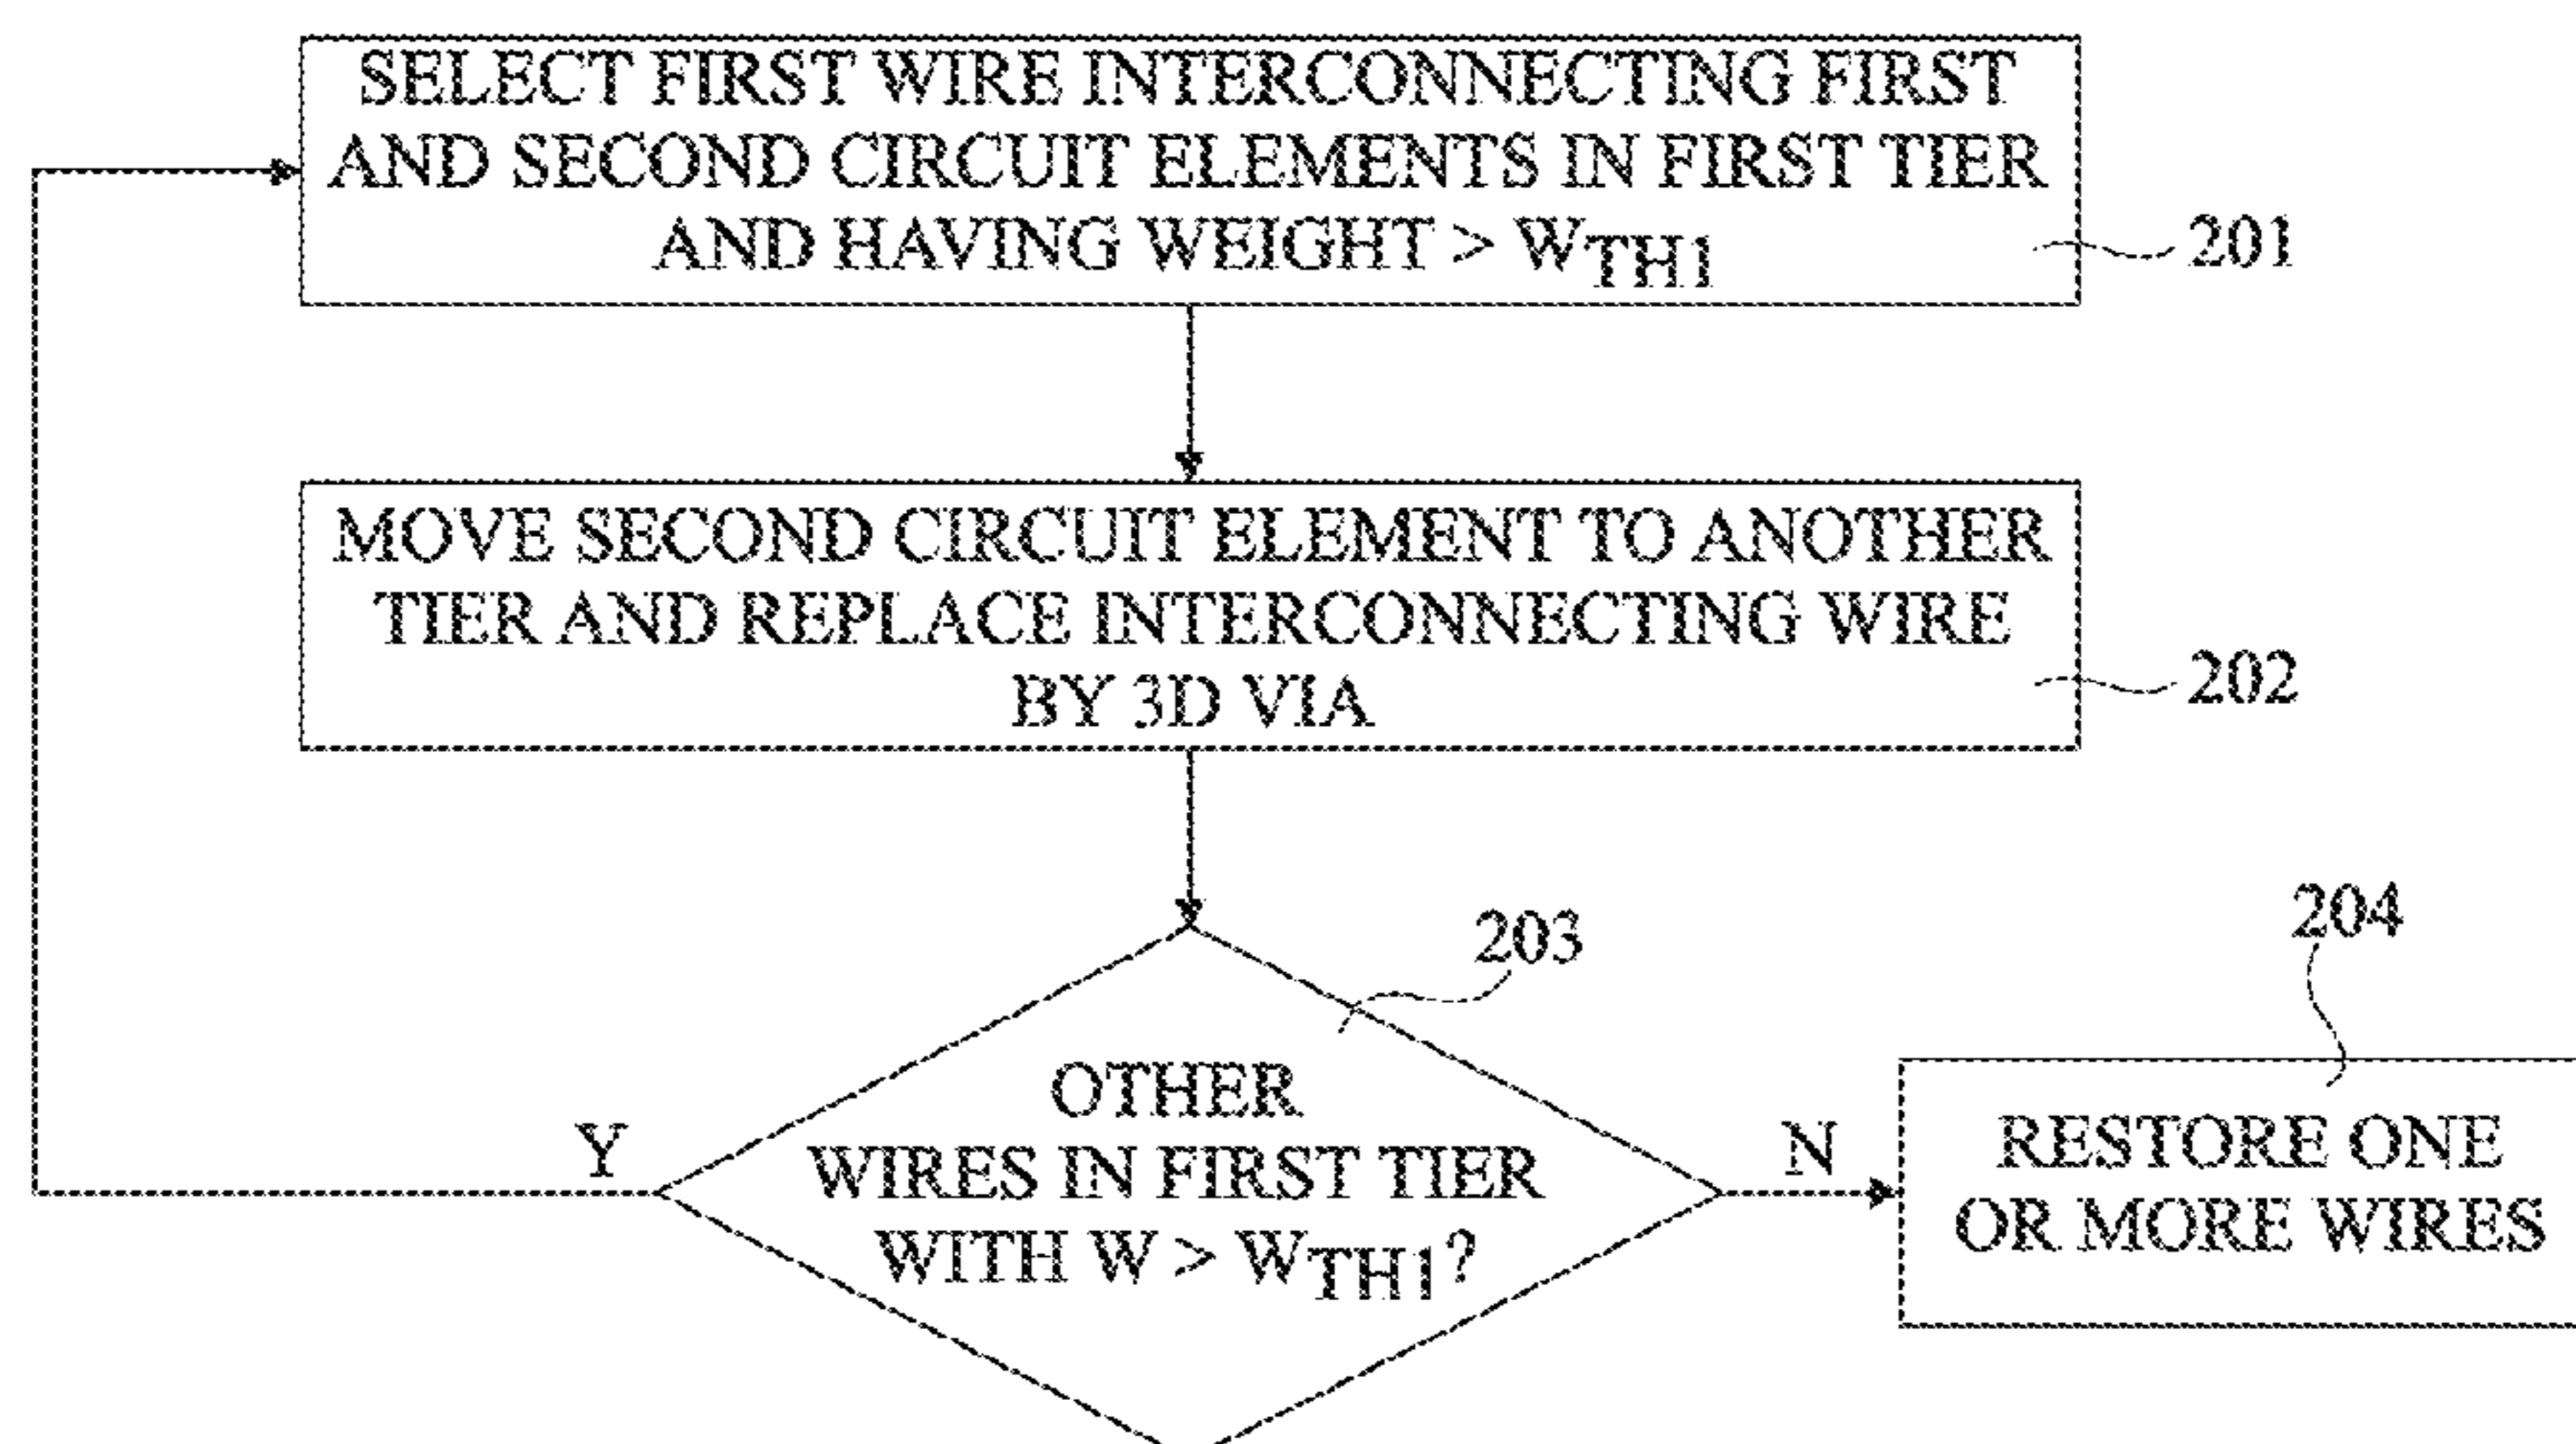 SELECT FIRST WIRE INTERCONNECTING FIRST
AND SECOND CIRCUIT ELEMENTS IN FIRST TIER
AND HAVING WEIGHT > WTH1
201
MOVE SECOND CIRCUIT ELEMENT TO ANOTHER
TIER AND REPLACE INTERCONNECTING WIRE
BY 3D VIA
202
203
OTHER
WIRES IN FIRST TIER
WITH W > WTH1?
Y
N
204
RESTORE ONE
OR MORE WIRES